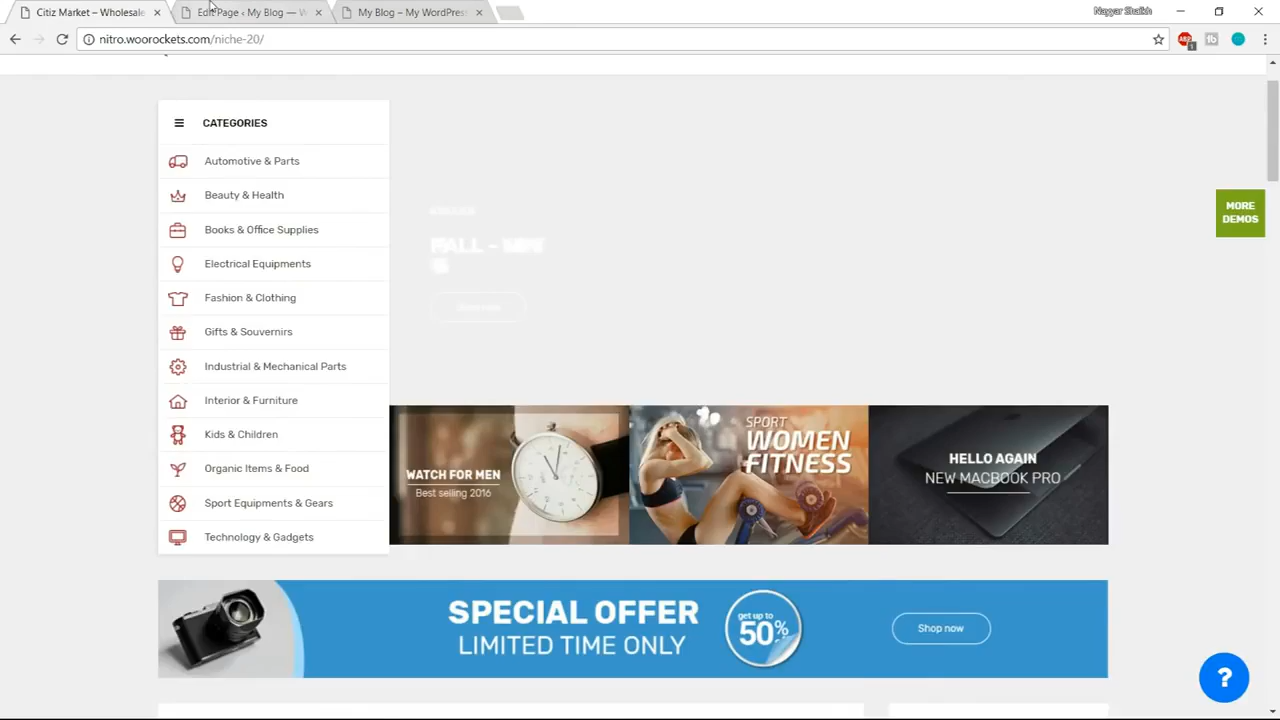 Citiz Market – Wholesale
Edit Page ‹ My Blog — W
My Blog – My WordPress
Nayyar Shaikh
nitro.woorockets.com/niche-20/
CATEGORIES
Automotive & Parts
Beauty & Health
Books & Office Supplies
Electrical Equipments
Fashion & Clothing
Gifts & Souvernirs
Industrial & Mechanical Parts
Interior & Furniture
Kids & Children
Organic Items & Food
Sport Equipments & Gears
Technology & Gadgets
MORE
DEMOS
WATCH FOR MEN
Best selling 2016
SPORT
WOMEN
FITNESS
HELLO AGAIN
NEW MACBOOK PRO
SPECIAL OFFER
LIMITED TIME ONLY
get up to
50%
Shop now
?